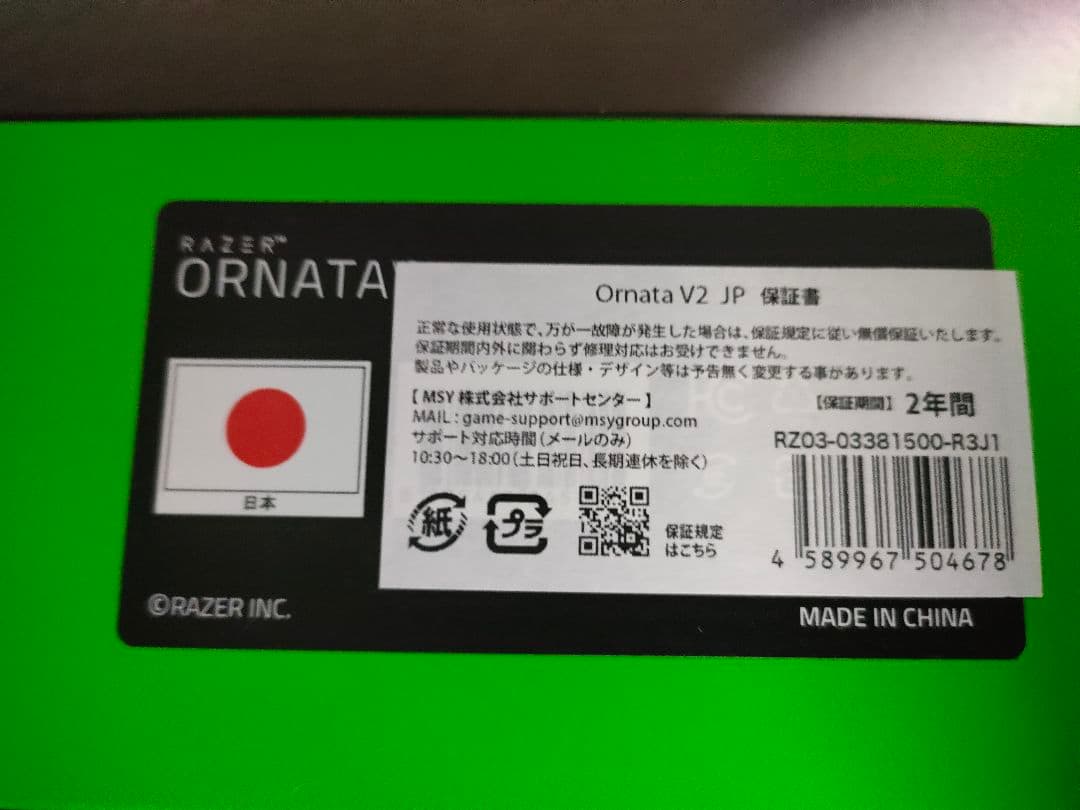 RAZER™
ORNATA
Ornata V2 JP 保証書
正常な使用状態で、万が一故障が発生した場合は、保証規定に従い無償保証いたします。
保証期間内外に関わらず修理対応はお受けできません。
製品やパッケージの仕様・デザイン等は予告無く変更する事があります。
【 MSY 株式会社サポートセンター 】
MAIL : game-support@msygroup.com
サポート対応時間（メールのみ）
10:30～18:00（土日祝日、長期連休を除く）
【保証期間】 2年間
RZ03-03381500-R3J1
日本
紙
プラ
保証規定
はこちら
4 589967 504678
©RAZER INC.
MADE IN CHINA